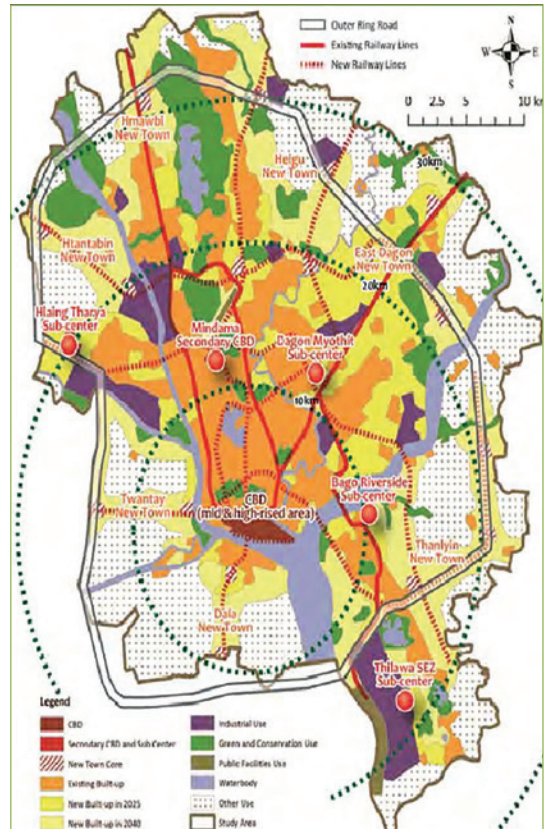 Outer Ring Road
Existing Railway Lines
New Railway Lines
N
W E
S
0 2.5 5 10 km
Hmawbi
New Town
Heigu
New Town
30km
Htantabin
New Town
East Dagon
New Town
20km
Hlaing Tharya
Sub-center
Mindama
Secondary CBD
Dagon Myothit
Sub-center
10km
CBD
(mid & high-rised area)
Bago Riverside
Sub-center
Twantay
New Town
Thanlyin
New Town
Dala
New Town
Thilawa SEZ
Sub-center
Legend
CBD
Secondary CBD and Sub Center
New Town Core
Existing Built-up
New Built-up in 2025
New Built-up in 2040
Industrial Use
Green and Conservation Use
Public Facilities Use
Waterbody
Other Use
Study Area